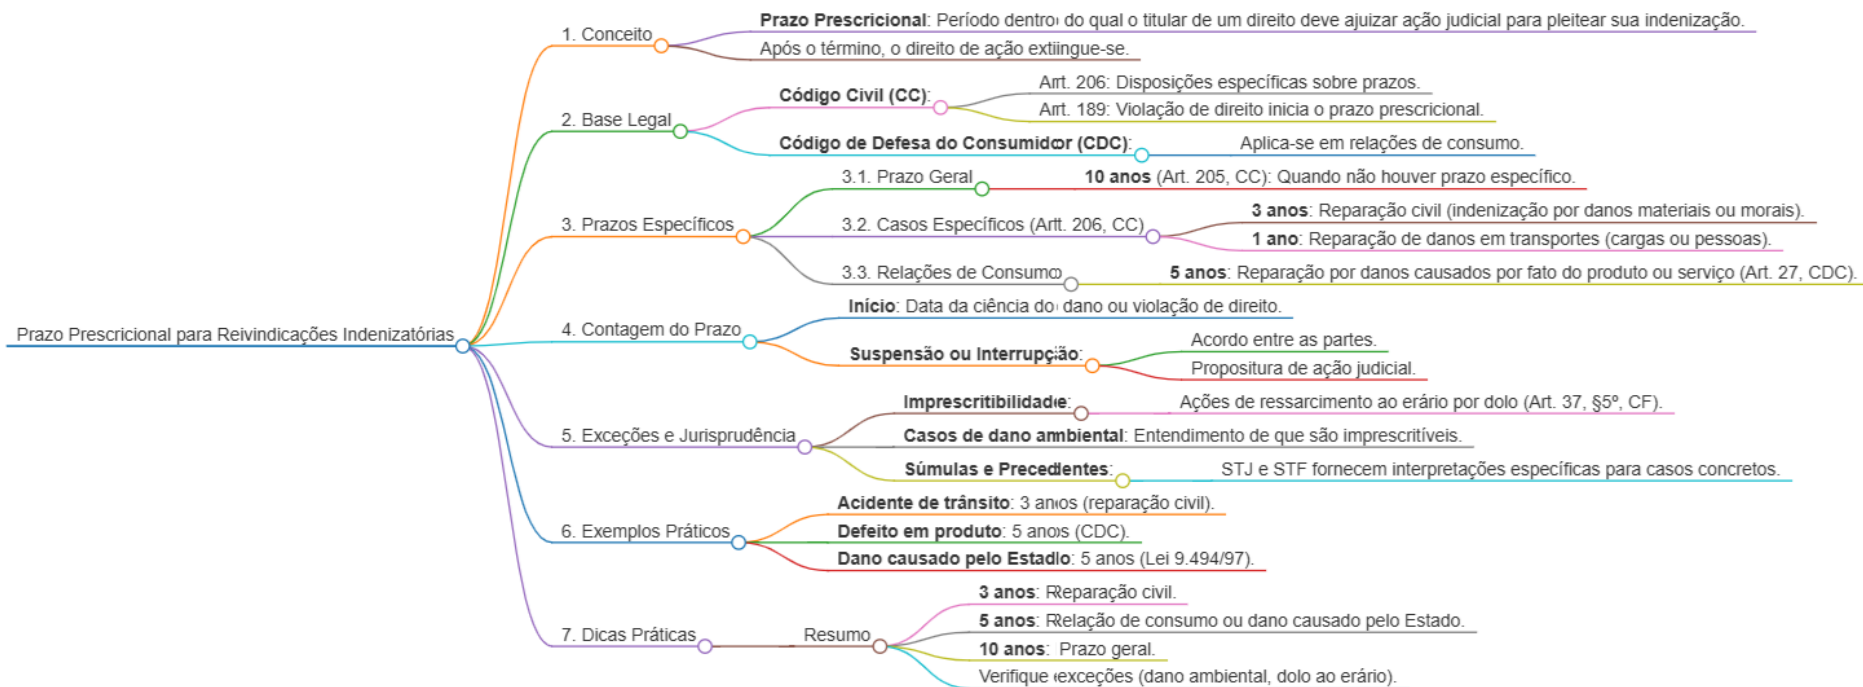 Prazo Prescricional para Reivindicações Indenizatórias
1. Conceito
Prazo Prescricional: Período dentro do qual o titular de um direito deve ajuizar ação judicial para pleitear sua indenização.
Após o término, o direito de ação extiingue-se.
2. Base Legal
Código Civil (CC):
Arrt. 206: Disposições específicas sobre prazos.
Arrt. 189: Violação de direito inicia o prazo prescricional.
Código de Defesa do Consumidor (CDC):
Aplica-se em relações de consumo.
3. Prazos Específicos
3.1. Prazo Geral
10 anos (Art. 205, CC): Quando não houver prazo específico.
3.2. Casos Específicos (Artt. 206, CC)
3 anos: Reparação civil (indenização por danos materiais ou morais).
1 ano: Reparação de danos em transportes (cargas ou pessoas).
3.3. Relações de Consumo
5 anos: Reparação por danos causados por fato do produto ou serviço (Art. 27, CDC).
4. Contagem do Prazo
Início: Data da ciência do dano ou violação de direito.
Suspensão ou Interrupção:
Acordo entre as partes.
Propositura de ação judicial.
5. Exceções e Jurisprudência
Imprescritibilidade:
Ações de ressarcimento ao erário por dolo (Art. 37, §5º, CF).
Casos de dano ambiental: Entendimento de que são imprescritíveis.
Súmulas e Precedentes:
STJ e STF fornecem interpretações específicas para casos concretos.
6. Exemplos Práticos
Acidente de trânsito: 3 anos (reparação civil).
Defeito em produto: 5 anos (CDC).
Dano causado pelo Estado: 5 anos (Lei 9.494/97).
7. Dicas Práticas
Resumo
3 anos: Reparação civil.
5 anos: Relação de consumo ou dano causado pelo Estado.
10 anos: Prazo geral.
Verifique exceções (dano ambiental, dolo ao erário).